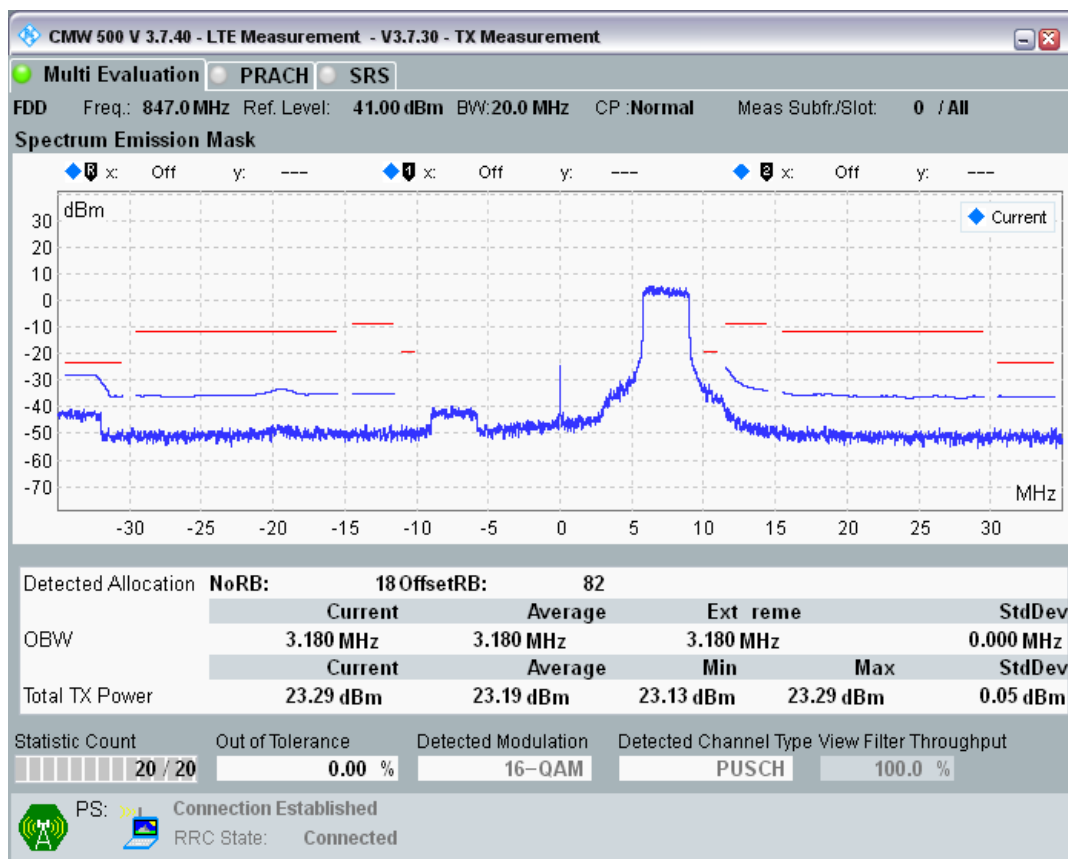 CMW 500 V 3.7.40 - LTE Measurement - V3.7.30 - TX Measurement
Multi Evaluation PRACH SRS
FDD Freq.: 847.0 MHz Ref. Level: 41.00 dBm BW:20.0 MHz CP :Normal Meas Subfr./Slot: 0 / All
Spectrum Emission Mask
R x: Off y: --- 1 x: Off y: --- 2 x: Off y: ---
dBm
Current
30
20
10
0
-10
-20
-30
-40
-50
-60
-70
MHz
-30 -25 -20 -15 -10 -5 0 5 10 15 20 25 30
Detected Allocation NoRB: 18 OffsetRB: 82
Current Average Ext reme StdDev
OBW 3.180 MHz 3.180 MHz 3.180 MHz 0.000 MHz
Current Average Min Max StdDev
Total TX Power 23.29 dBm 23.19 dBm 23.13 dBm 23.29 dBm 0.05 dBm
Statistic Count Out of Tolerance Detected Modulation Detected Channel Type View Filter Throughput
20 / 20 0.00 % 16-QAM PUSCH 100.0 %
PS: Connection Established
RRC State: Connected